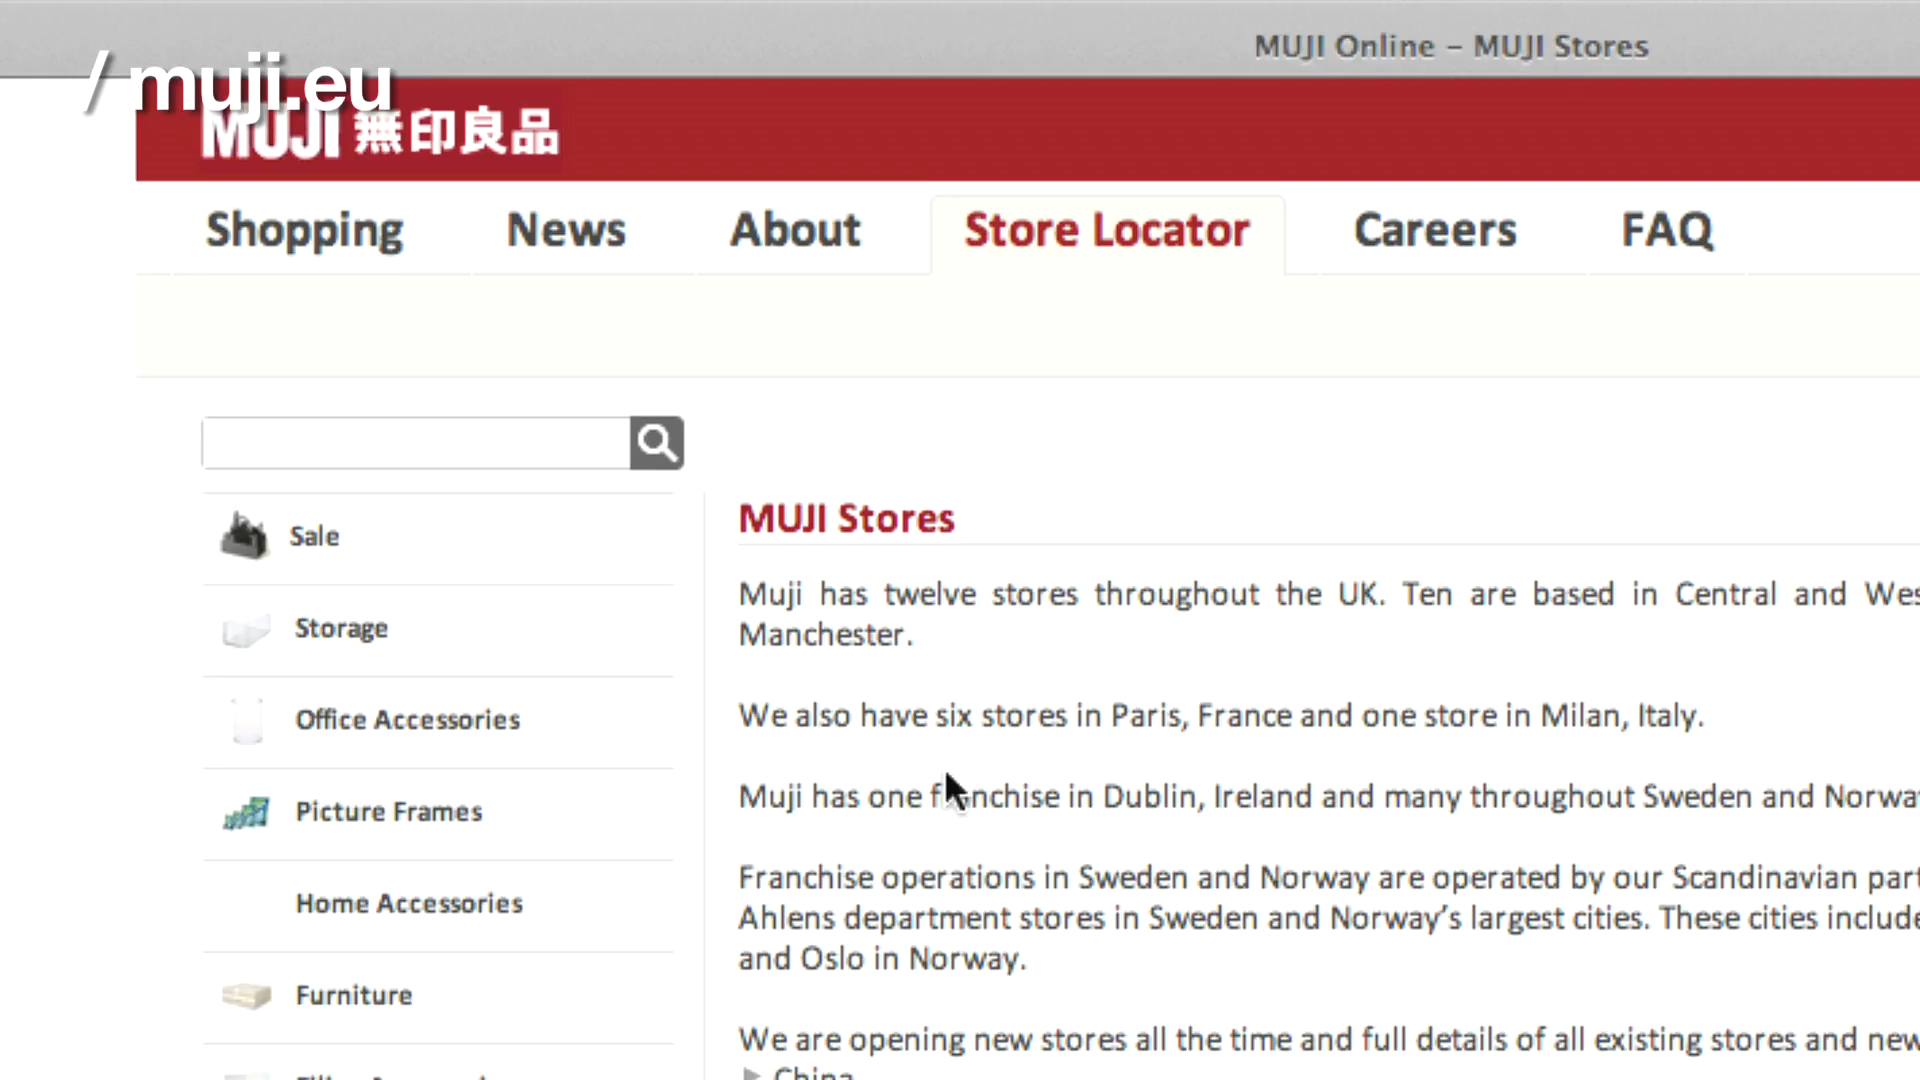 MUJI Online – MUJI Stores
/ muji.eu
MUJI 無印良品
Shopping News About Store Locator Careers FAQ
Sale
Storage
Office Accessories
Picture Frames
Home Accessories
Furniture
MUJI Stores
Muji has twelve stores throughout the UK. Ten are based in Central and
Manchester.
We also have six stores in Paris, France and one store in Milan, Italy.
Muji has one franchise in Dublin, Ireland and many throughout Sweden and
Franchise operations in Sweden and Norway are operated by our Scandinavian
Ahlens department stores in Sweden and Norway's largest cities. These cities
and Oslo in Norway.
We are opening new stores all the time and full details of all existing stores and new
China